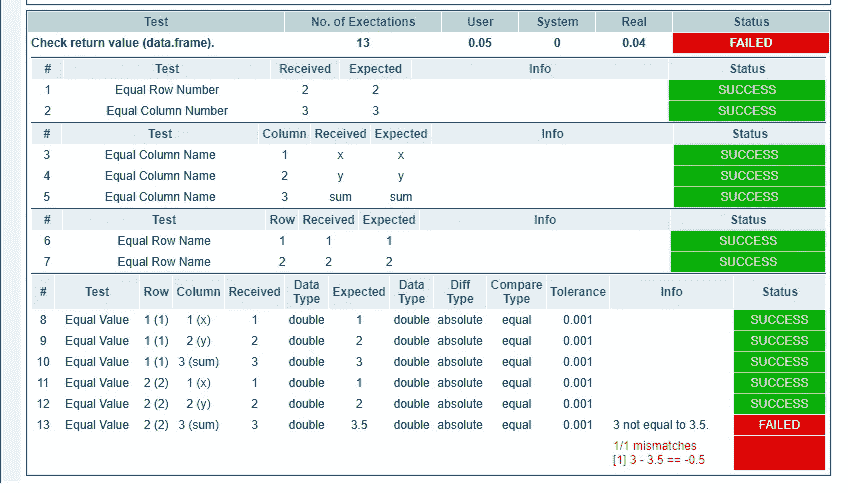 Test No. of Exectations User System Real Status
Check return value (data.frame). 13 0.05 0 0.04 FAILED
# Test Received Expected Info Status
1 Equal Row Number 2 2 SUCCESS
2 Equal Column Number 3 3 SUCCESS
# Test Column Received Expected Info Status
3 Equal Column Name 1 x x SUCCESS
4 Equal Column Name 2 y y SUCCESS
5 Equal Column Name 3 sum sum SUCCESS
# Test Row Received Expected Info Status
6 Equal Row Name 1 1 1 SUCCESS
7 Equal Row Name 2 2 2 SUCCESS
# Test Row Column Received Data Type Expected Data Type Diff Type Compare Type Tolerance Info Status
8 Equal Value 1 (1) 1 (x) 1 double 1 double absolute equal 0.001 SUCCESS
9 Equal Value 1 (1) 2 (y) 2 double 2 double absolute equal 0.001 SUCCESS
10 Equal Value 1 (1) 3 (sum) 3 double 3 double absolute equal 0.001 SUCCESS
11 Equal Value 2 (2) 1 (x) 1 double 1 double absolute equal 0.001 SUCCESS
12 Equal Value 2 (2) 2 (y) 2 double 2 double absolute equal 0.001 SUCCESS
13 Equal Value 2 (2) 3 (sum) 3 double 3.5 double absolute equal 0.001 3 not equal to 3.5. FAILED
1/1 mismatches
[1] 3 - 3.5 == -0.5